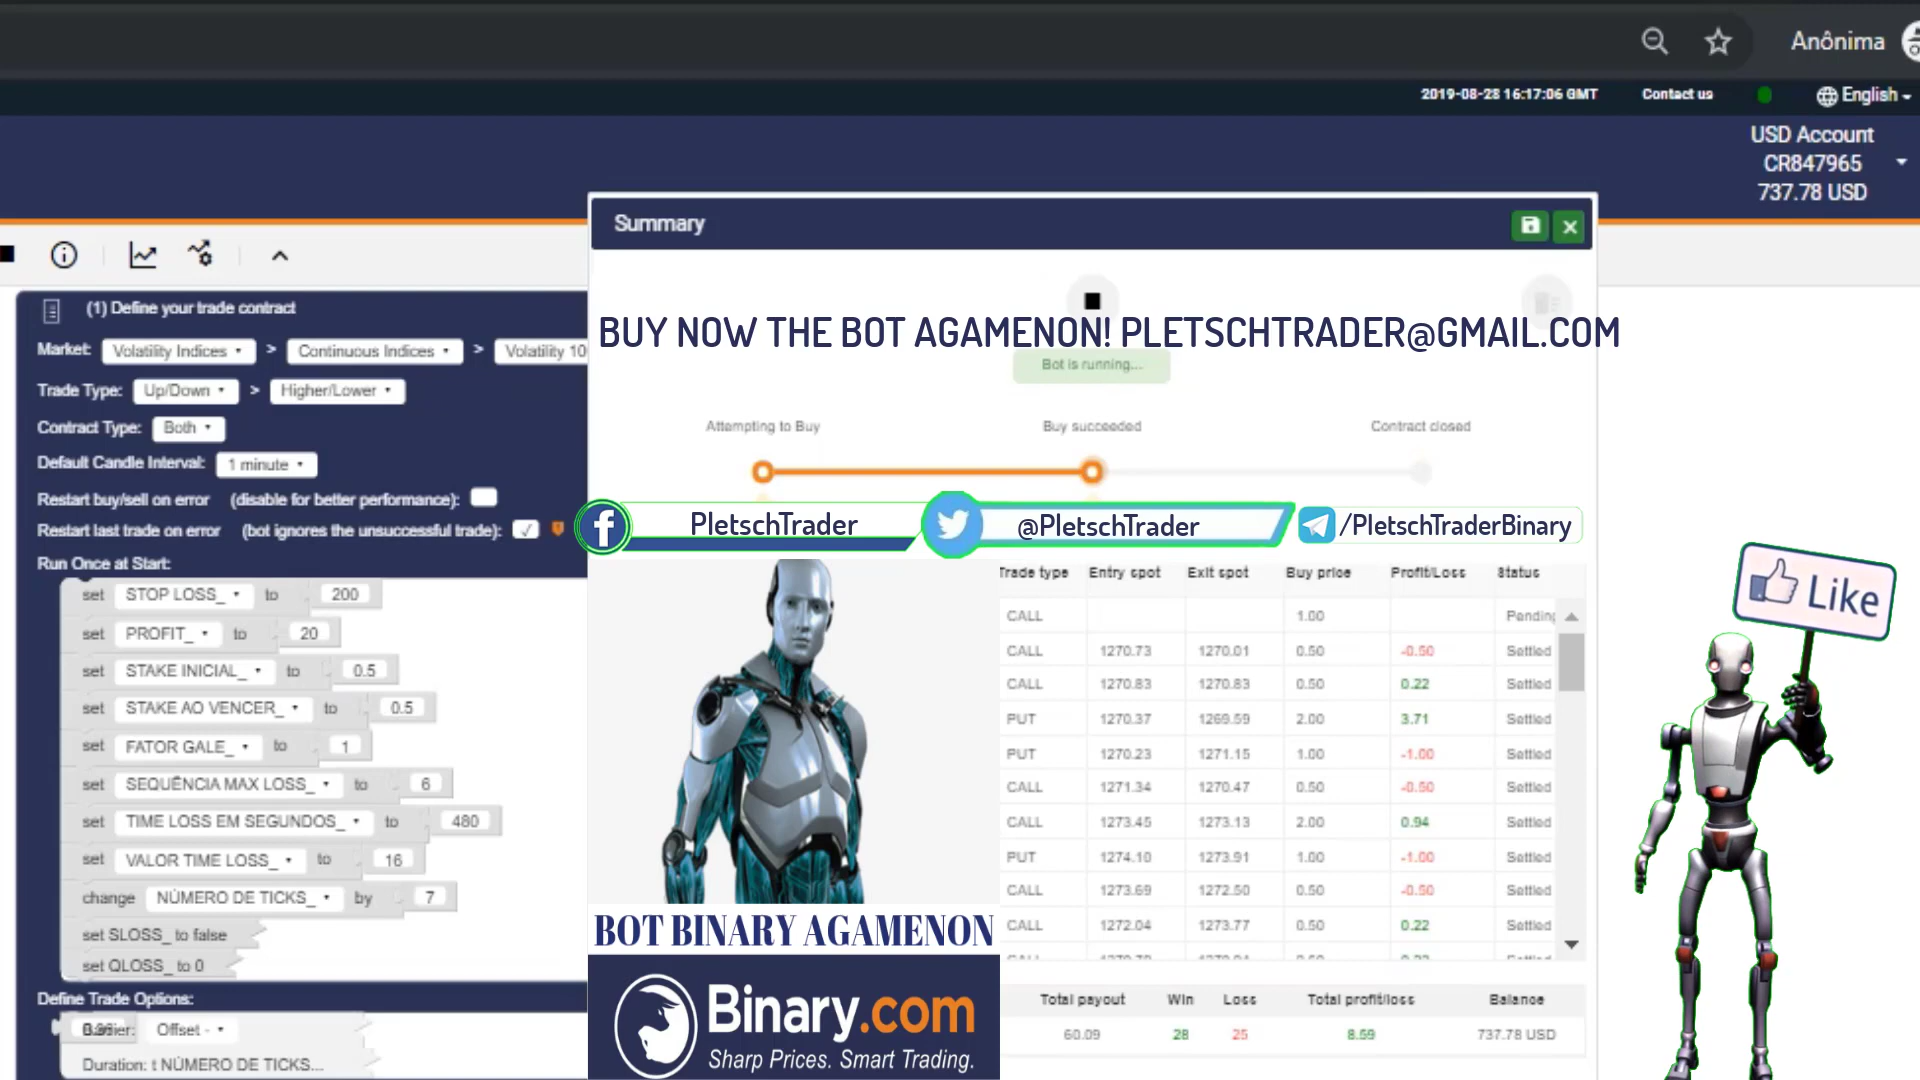 Anônima
2019-08-28 16:17:06 GMT Contact us English
USD Account
CR847965
737.78 USD
Summary
(1) Define your trade contract
Market: Volatility Indices > Continuous Indices > Volatility 10
Trade Type: Up/Down > Higher/Lower
Contract Type: Both
Default Candle Interval: 1 minute
Restart buy/sell on error (disable for better performance):
Restart last trade on error (bot ignores the unsuccessful trade):
Run Once at Start:
set STOP LOSS_ to 200
set PROFIT_ to 20
set STAKE INICIAL_ to 0.5
set STAKE AO VENCER_ to 0.5
set FATOR GALE_ to 1
set SEQUÊNCIA MAX LOSS_ to 6
set TIME LOSS EM SEGUNDOS_ to 480
set VALOR TIME LOSS_ to 16
change NÚMERO DE TICKS_ by 7
set SLOSS_ to false
set QLOSS_ to 0
Define Trade Options:
Offset -
Duration: t NÚMERO DE TICKS...
BUY NOW THE BOT AGAMENON! PLETSCHTRADER@GMAIL.COM
Bot is running...
Attempting to Buy Buy succeeded Contract closed
PletschTrader @PletschTrader /PletschTraderBinary
Trade type Entry spot Exit spot Buy price Profit/Loss Status
CALL 1.00 Pending
CALL 1270.73 1270.01 0.50 -0.50 Settled
CALL 1270.83 1270.83 0.50 0.22 Settled
PUT 1270.37 1269.59 2.00 3.71 Settled
PUT 1270.23 1271.15 1.00 -1.00 Settled
CALL 1271.34 1270.47 0.50 -0.50 Settled
CALL 1273.45 1273.13 2.00 0.94 Settled
PUT 1274.10 1273.91 1.00 -1.00 Settled
CALL 1273.69 1272.50 0.50 -0.50 Settled
CALL 1272.04 1273.77 0.50 0.22 Settled
Total payout Win Loss Total profit/loss Balance
60.09 28 25 8.59 737.78 USD
BOT BINARY AGAMENON
Binary.com
Sharp Prices. Smart Trading.
Like